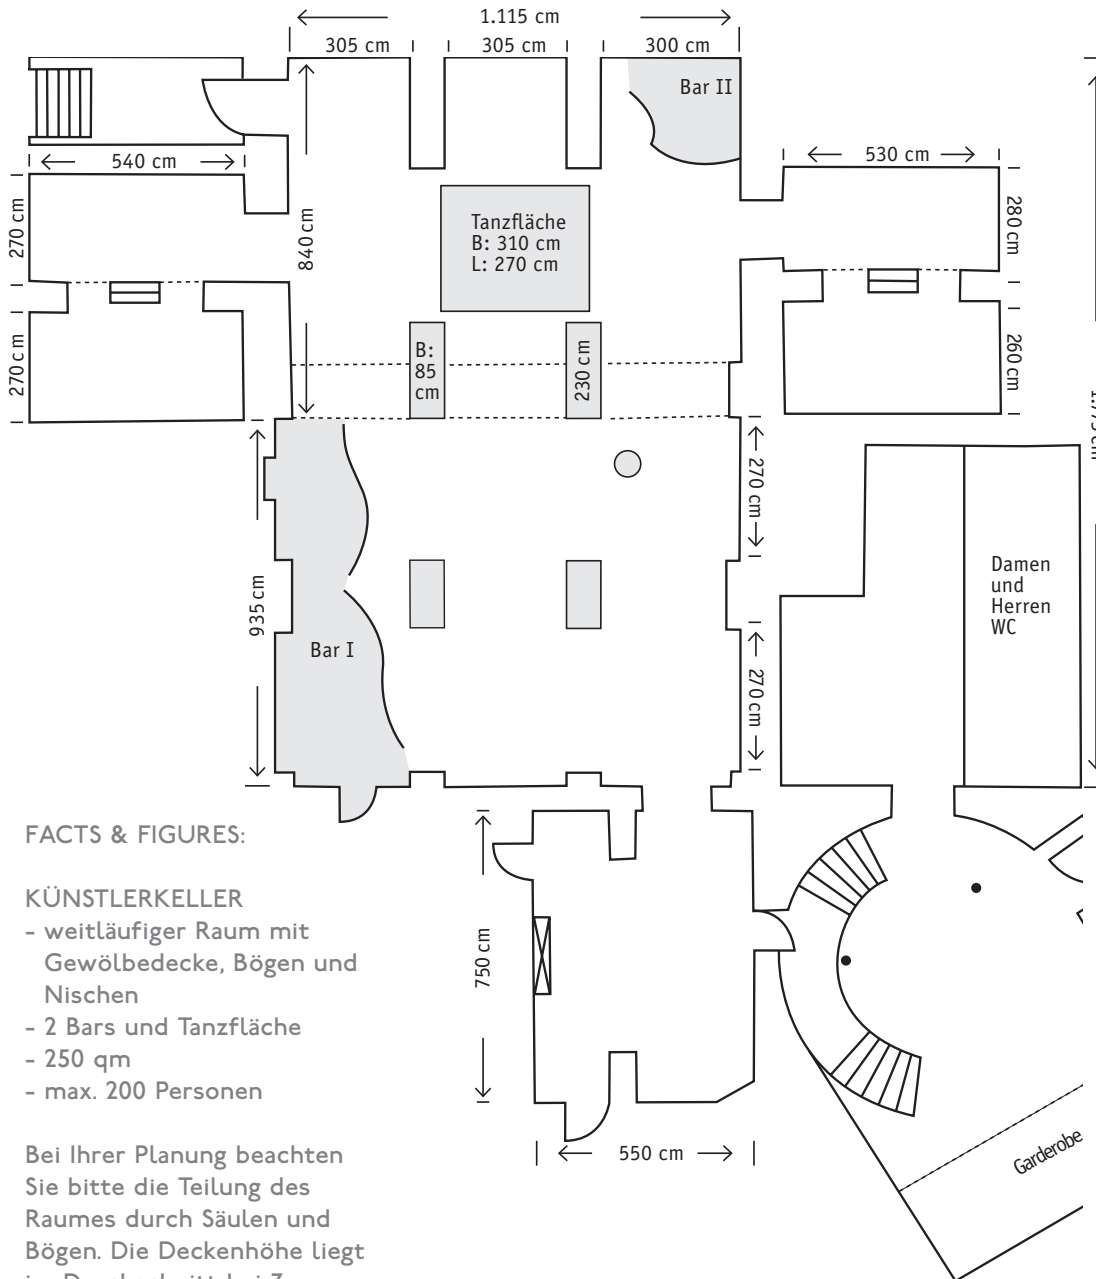 1.115 cm
305 cm
305 cm
300 cm
Bar II
540 cm
530 cm
270 cm
840 cm
Tanzfläche
B: 310 cm
L: 270 cm
280 cm
270 cm
B:
85
cm
230 cm
260 cm
935 cm
270 cm
Bar I
270 cm
Damen
und
Herren
WC
FACTS & FIGURES:
KÜNSTLERKELLER
- weitläufiger Raum mit
Gewölbedecke, Bögen und
Nischen
- 2 Bars und Tanzfläche
- 250 qm
- max. 200 Personen
750 cm
550 cm
Garderobe
Bei Ihrer Planung beachten
Sie bitte die Teilung des
Raumes durch Säulen und
Bögen. Die Deckenhöhe liegt